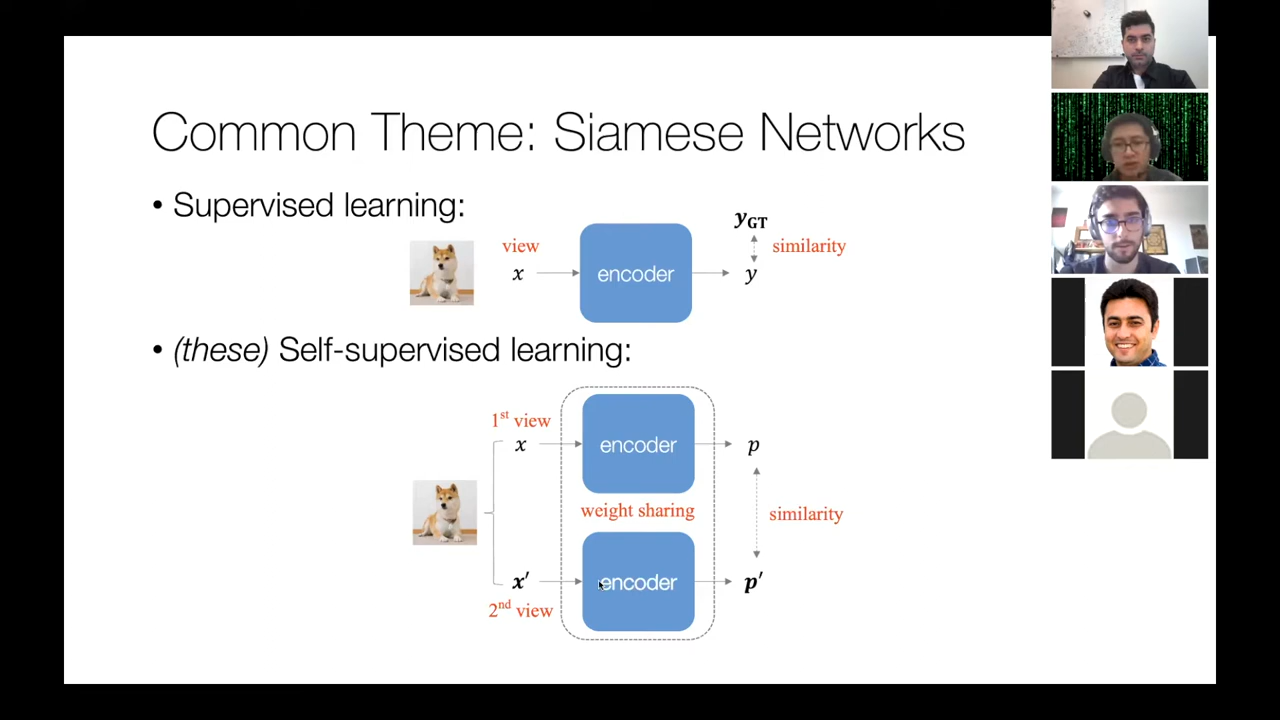 Common Theme: Siamese Networks
• Supervised learning:
view
x
encoder
y_GT
similarity
y
• (these) Self-supervised learning:
1st view
x
encoder
p
weight sharing
similarity
x′
encoder
p′
2nd view